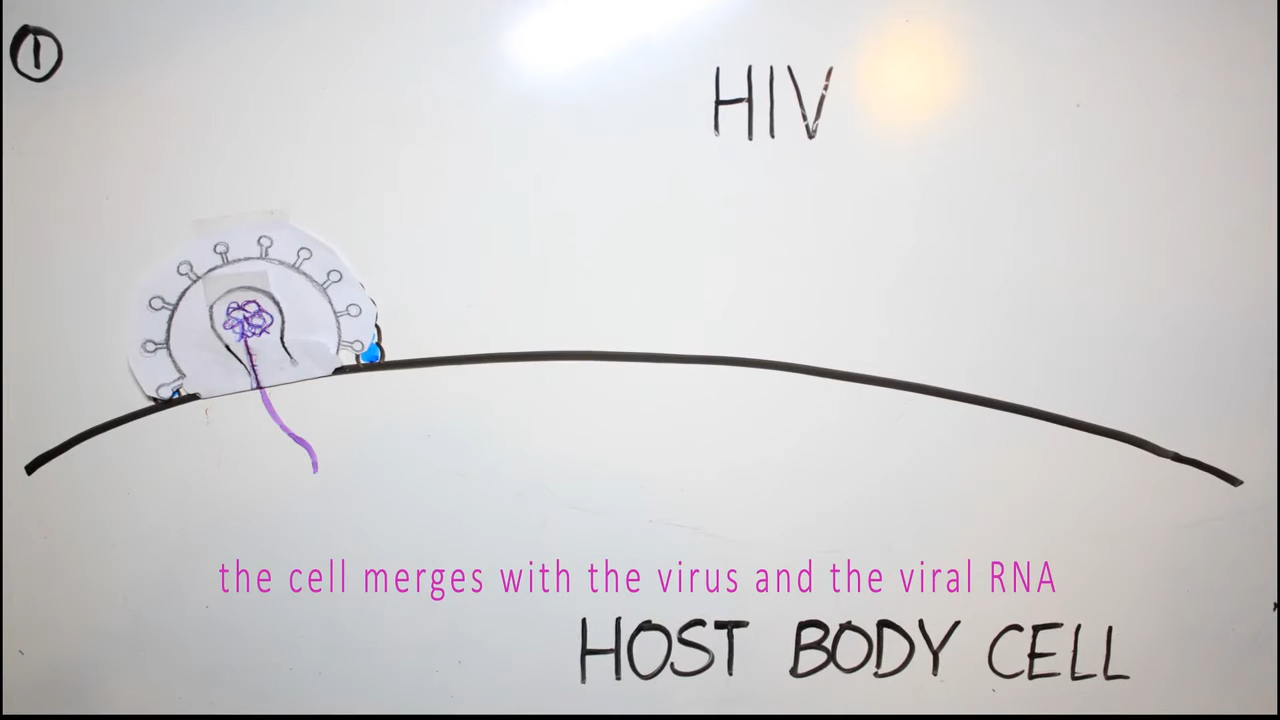 ①
HIV
the cell merges with the virus and the viral RNA
HOST BODY CELL